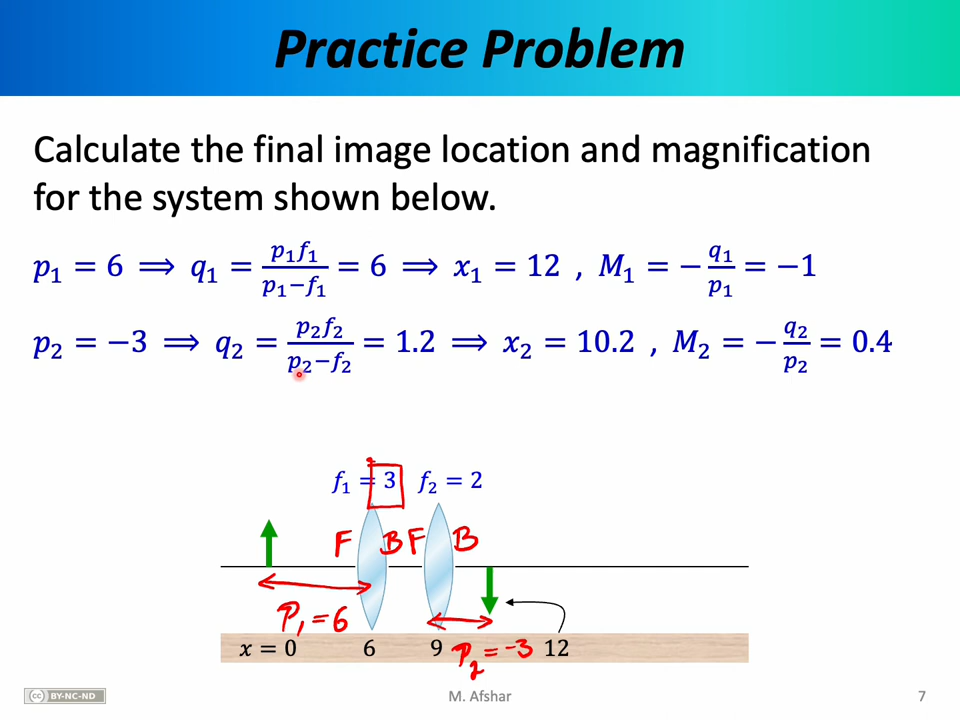 Practice Problem
Calculate the final image location and magnification
for the system shown below.
p₁ = 6 ⟹ q₁ = p₁f₁/(p₁−f₁) = 6 ⟹ x₁ = 12 , M₁ = −q₁/p₁ = −1
p₂ = −3 ⟹ q₂ = p₂f₂/(p₂−f₂) = 1.2 ⟹ x₂ = 10.2 , M₂ = −q₂/p₂ = 0.4
f₁ = 3 f₂ = 2
F B F B
P₁ = 6
x = 0 6 9 P₂ = -3 12
cc BY-NC-ND M. Afshar 7